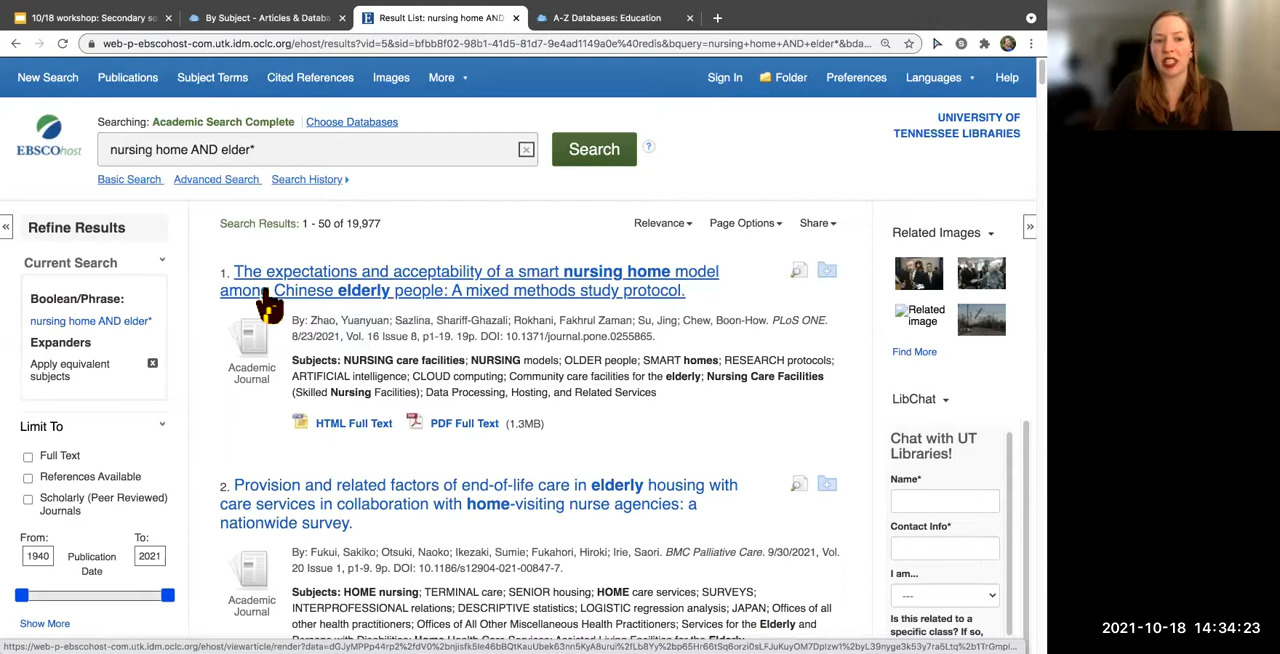 10/18 workshop: Secondary so
By Subject - Articles & Databa
Result List: nursing home AND
A-Z Databases: Education
web-p-ebscohost-com.utk.idm.oclc.org/ehost/results?vid=5&sid=bfbb8f02-98b1-41d5-81d7-9e4ad1149a0e%40redis&bquery=nursing+home+AND+elder*&bda...
New Search
Publications
Subject Terms
Cited References
Images
More
Sign In
Folder
Preferences
Languages
Help
EBSCOhost
Searching: Academic Search Complete
Choose Databases
nursing home AND elder*
Search
Basic Search
Advanced Search
Search History
UNIVERSITY OF
TENNESSEE LIBRARIES
Refine Results
Current Search
Boolean/Phrase:
nursing home AND elder*
Expanders
Apply equivalent
subjects
Limit To
Full Text
References Available
Scholarly (Peer Reviewed)
Journals
From:
To:
1940
Publication
Date
2021
Show More
Search Results: 1 - 50 of 19,977
Relevance
Page Options
Share
1. The expectations and acceptability of a smart nursing home model
among Chinese elderly people: A mixed methods study protocol.
By: Zhao, Yuanyuan; Sazlina, Shariff-Ghazali; Rokhani, Fakhrul Zaman; Su, Jing; Chew, Boon-How. PLoS ONE.
8/23/2021, Vol. 16 Issue 8, p1-19. 19p. DOI: 10.1371/journal.pone.0255865.
Subjects: NURSING care facilities; NURSING models; OLDER people; SMART homes; RESEARCH protocols;
ARTIFICIAL intelligence; CLOUD computing; Community care facilities for the elderly; Nursing Care Facilities
(Skilled Nursing Facilities); Data Processing, Hosting, and Related Services
Academic
Journal
HTML Full Text
PDF Full Text (1.3MB)
2. Provision and related factors of end-of-life care in elderly housing with
care services in collaboration with home-visiting nurse agencies: a
nationwide survey.
By: Fukui, Sakiko; Otsuki, Naoko; Ikezaki, Sumie; Fukahori, Hiroki; Irie, Saori. BMC Palliative Care. 9/30/2021, Vol.
20 Issue 1, p1-9. 9p. DOI: 10.1186/s12904-021-00847-7.
Subjects: HOME nursing; TERMINAL care; SENIOR housing; HOME care services; SURVEYS;
INTERPROFESSIONAL relations; DESCRIPTIVE statistics; LOGISTIC regression analysis; JAPAN; Offices of all
other health practitioners; Offices of All Other Miscellaneous Health Practitioners; Services for the Elderly and
Academic
Journal
Related Images
Related
image
Find More
LibChat
Chat with UT
Libraries!
Name*
Contact Info*
I am...
---
Is this related to a
specific class? If so,
2021-10-18 14:34:23